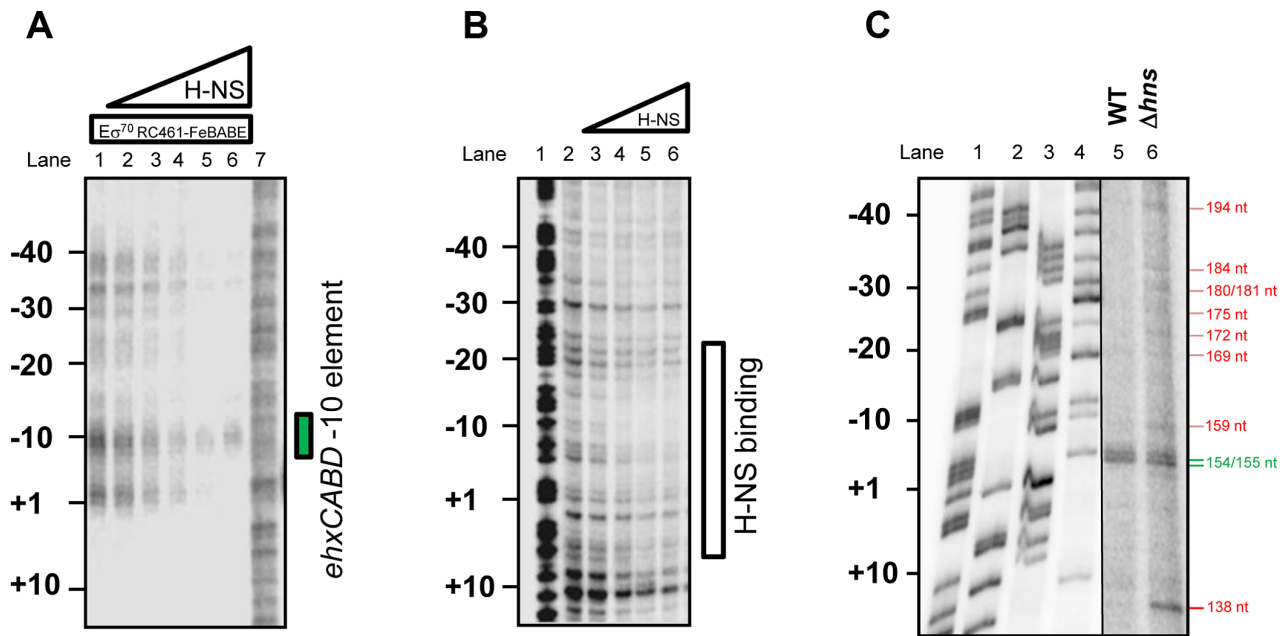 A
H-NS
Eσ⁷⁰ RC461-FeBABE
Lane 1 2 3 4 5 6 7
-40
-30
-20
-10
+1
+10
ehxCABD -10 element
B
H-NS
Lane 1 2 3 4 5 6
-40
-30
-20
-10
+1
+10
H-NS binding
C
WT
Δhns
Lane 1 2 3 4 5 6
-40
-30
-20
-10
+1
+10
194 nt
184 nt
180/181 nt
175 nt
172 nt
169 nt
159 nt
154/155 nt
138 nt